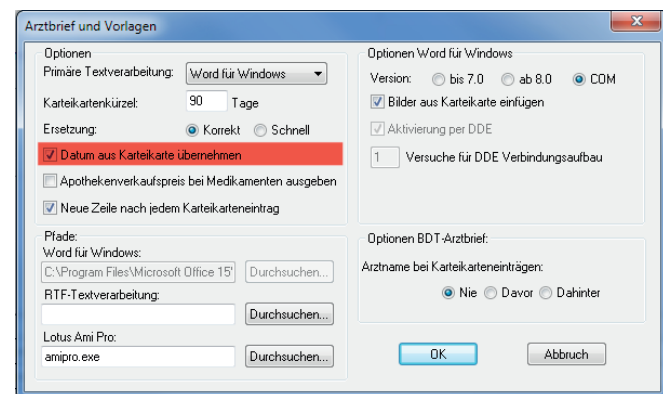 Arztbrief und Vorlagen
Optionen
Primäre Textverarbeitung: Word für Windows
Karteikartenkürzel: 90 Tage
Ersetzung: Korrekt Schnell
Datum aus Karteikarte übernehmen
Apothekenverkaufspreis bei Medikamenten ausgeben
Neue Zeile nach jedem Karteikarteneintrag
Pfade:
Word für Windows:
C:\Program Files\Microsoft Office 15' Durchsuchen...
RTF-Textverarbeitung:
Durchsuchen...
Lotus Ami Pro:
amipro.exe Durchsuchen...
Optionen Word für Windows
Version: bis 7.0 ab 8.0 COM
Bilder aus Karteikarte einfügen
Aktivierung per DDE
1 Versuche für DDE Verbindungsaufbau
Optionen BDT-Arztbrief:
Arztname bei Karteikarteneinträgen:
Nie Davor Dahinter
OK Abbruch